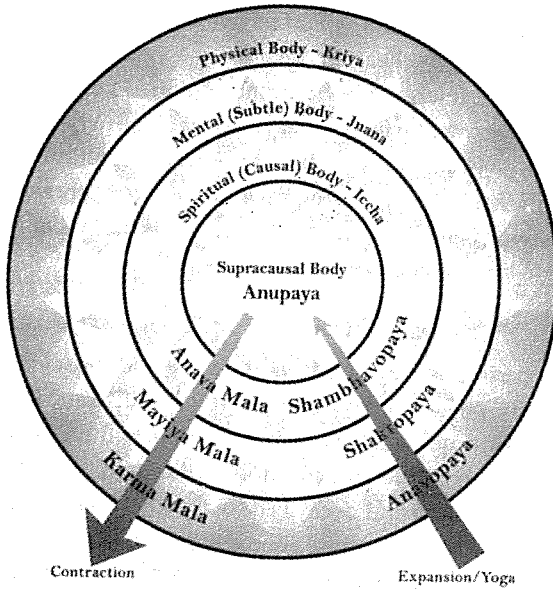 Physical Body - Kriya
Mental (Subtle) Body - Jnana
Spiritual (Causal) Body - Iccha
Supracausal Body
Anupaya
Anava Mala
Shambhavopaya
Mayiya Mala
Shaktopaya
Karma Mala
Anavopaya
Contraction
Expansion/Yoga